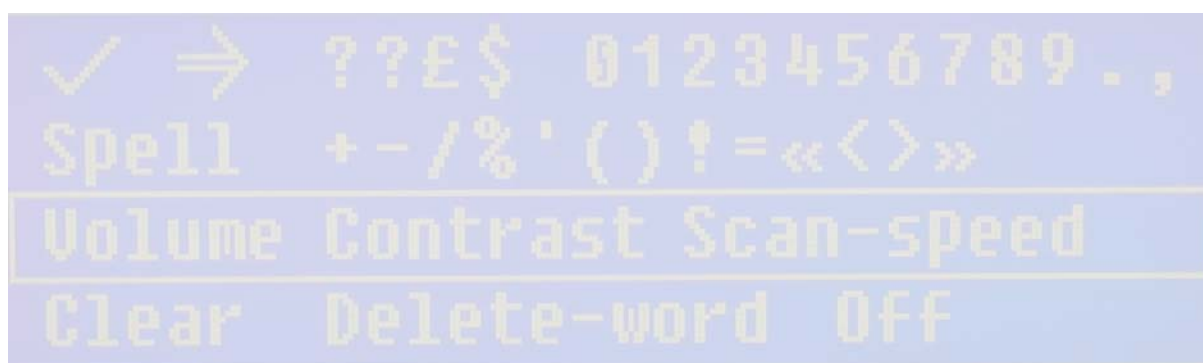 ✓ ⇒ ??£$ 0123456789.,
Spell +-/%'()!=«<>»
Volume Contrast Scan-speed
Clear Delete-word Off